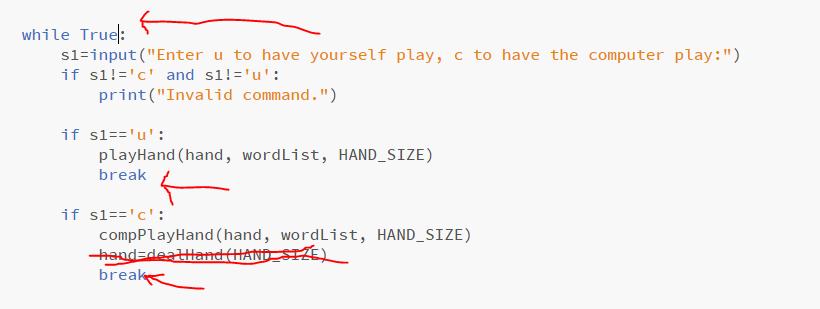 while True:
s1=input("Enter u to have yourself play, c to have the computer play:")
if s1!='c' and s1!='u':
print("Invalid command.")
if s1=='u':
playHand(hand, wordList, HAND_SIZE)
break
if s1=='c':
compPlayHand(hand, wordList, HAND_SIZE)
hand=dealHand(HAND_SIZE)
break